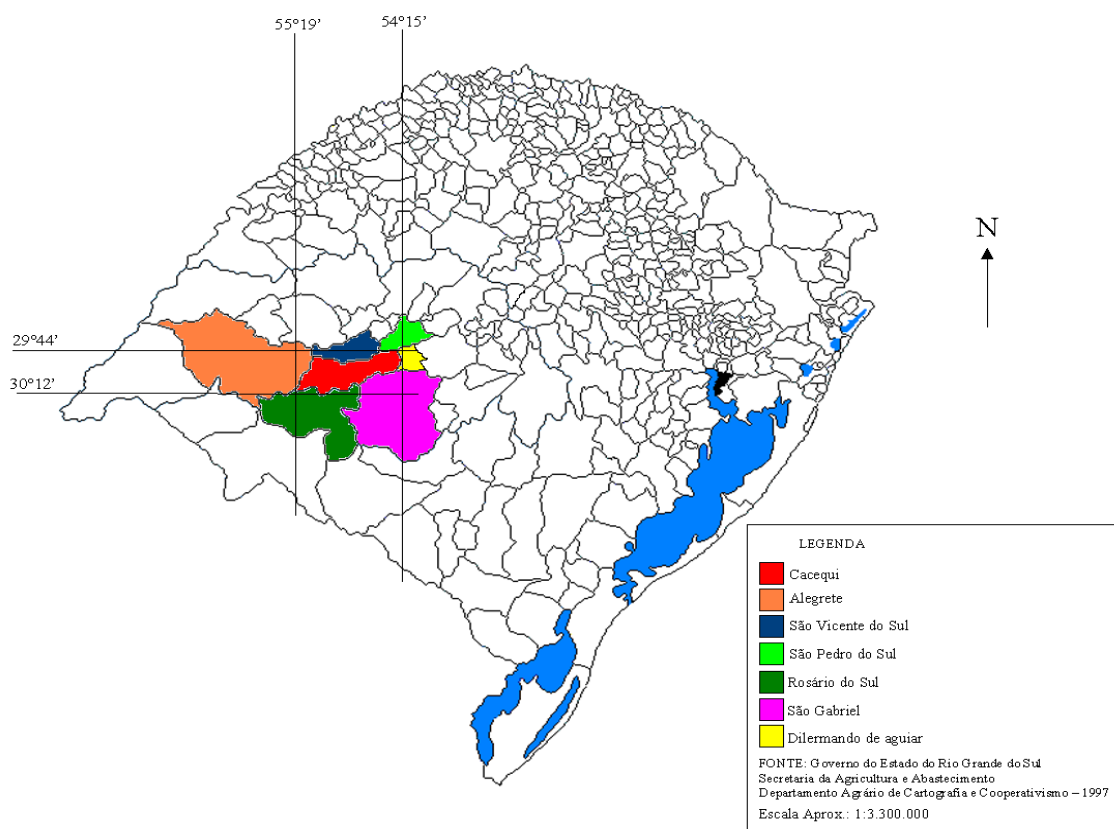 55°19’
54°15’
N
29°44’
30°12’
LEGENDA
Cacequi
Alegrete
São Vicente do Sul
São Pedro do Sul
Rosário do Sul
São Gabriel
Dilermando de aguiar
FONTE: Governo do Estado do Rio Grande do Sul
Secretaria da Agricultura e Abastecimento
Departamento Agrário de Cartografia e Cooperativismo – 1997
Escala Aprox.: 1:3.300.000